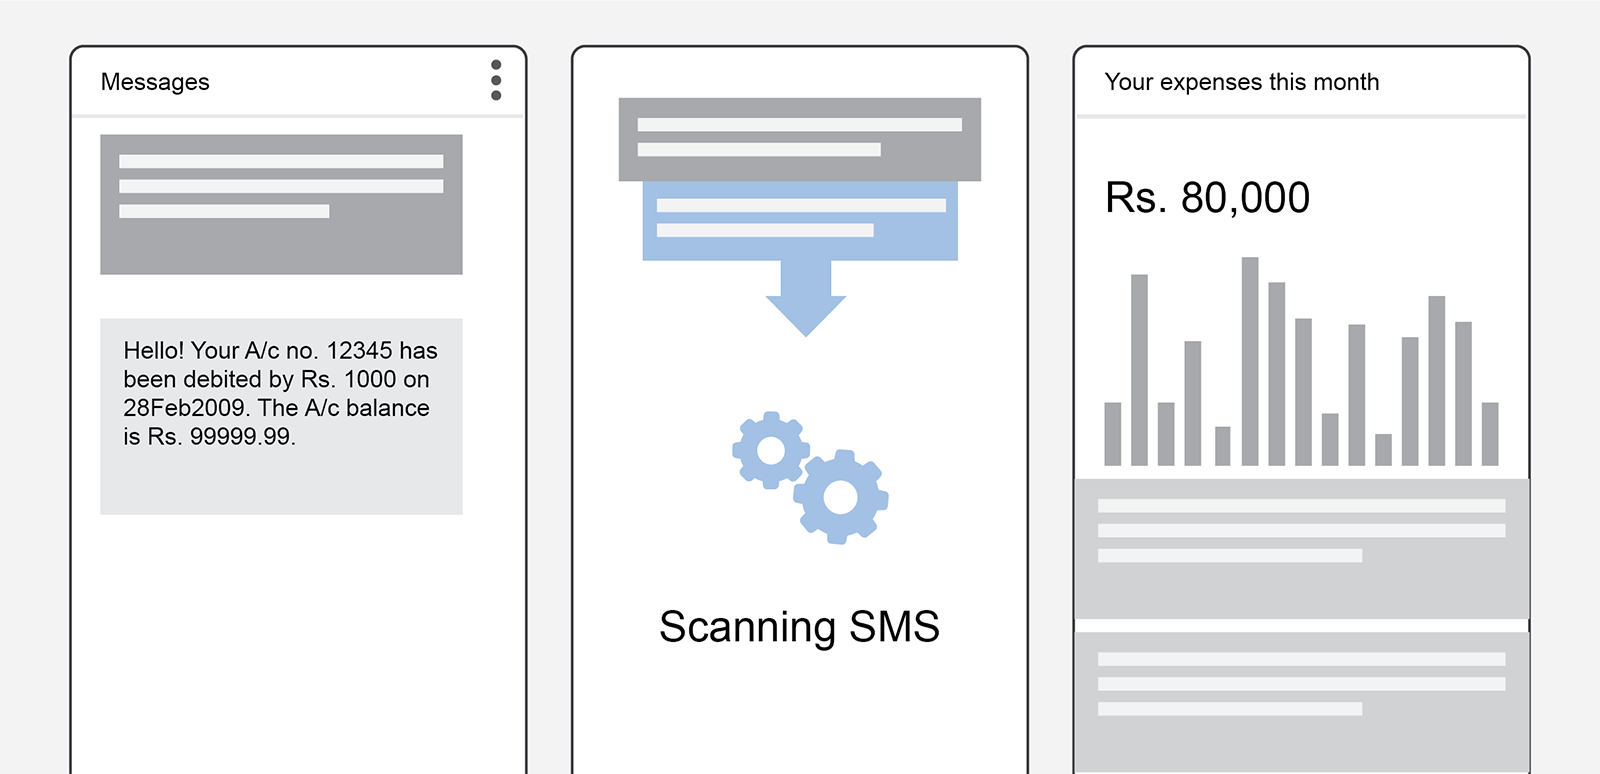 Messages
Hello! Your A/c no. 12345 has
been debited by Rs. 1000 on
28Feb2009. The A/c balance
is Rs. 99999.99.
Scanning SMS
Your expenses this month
Rs. 80,000